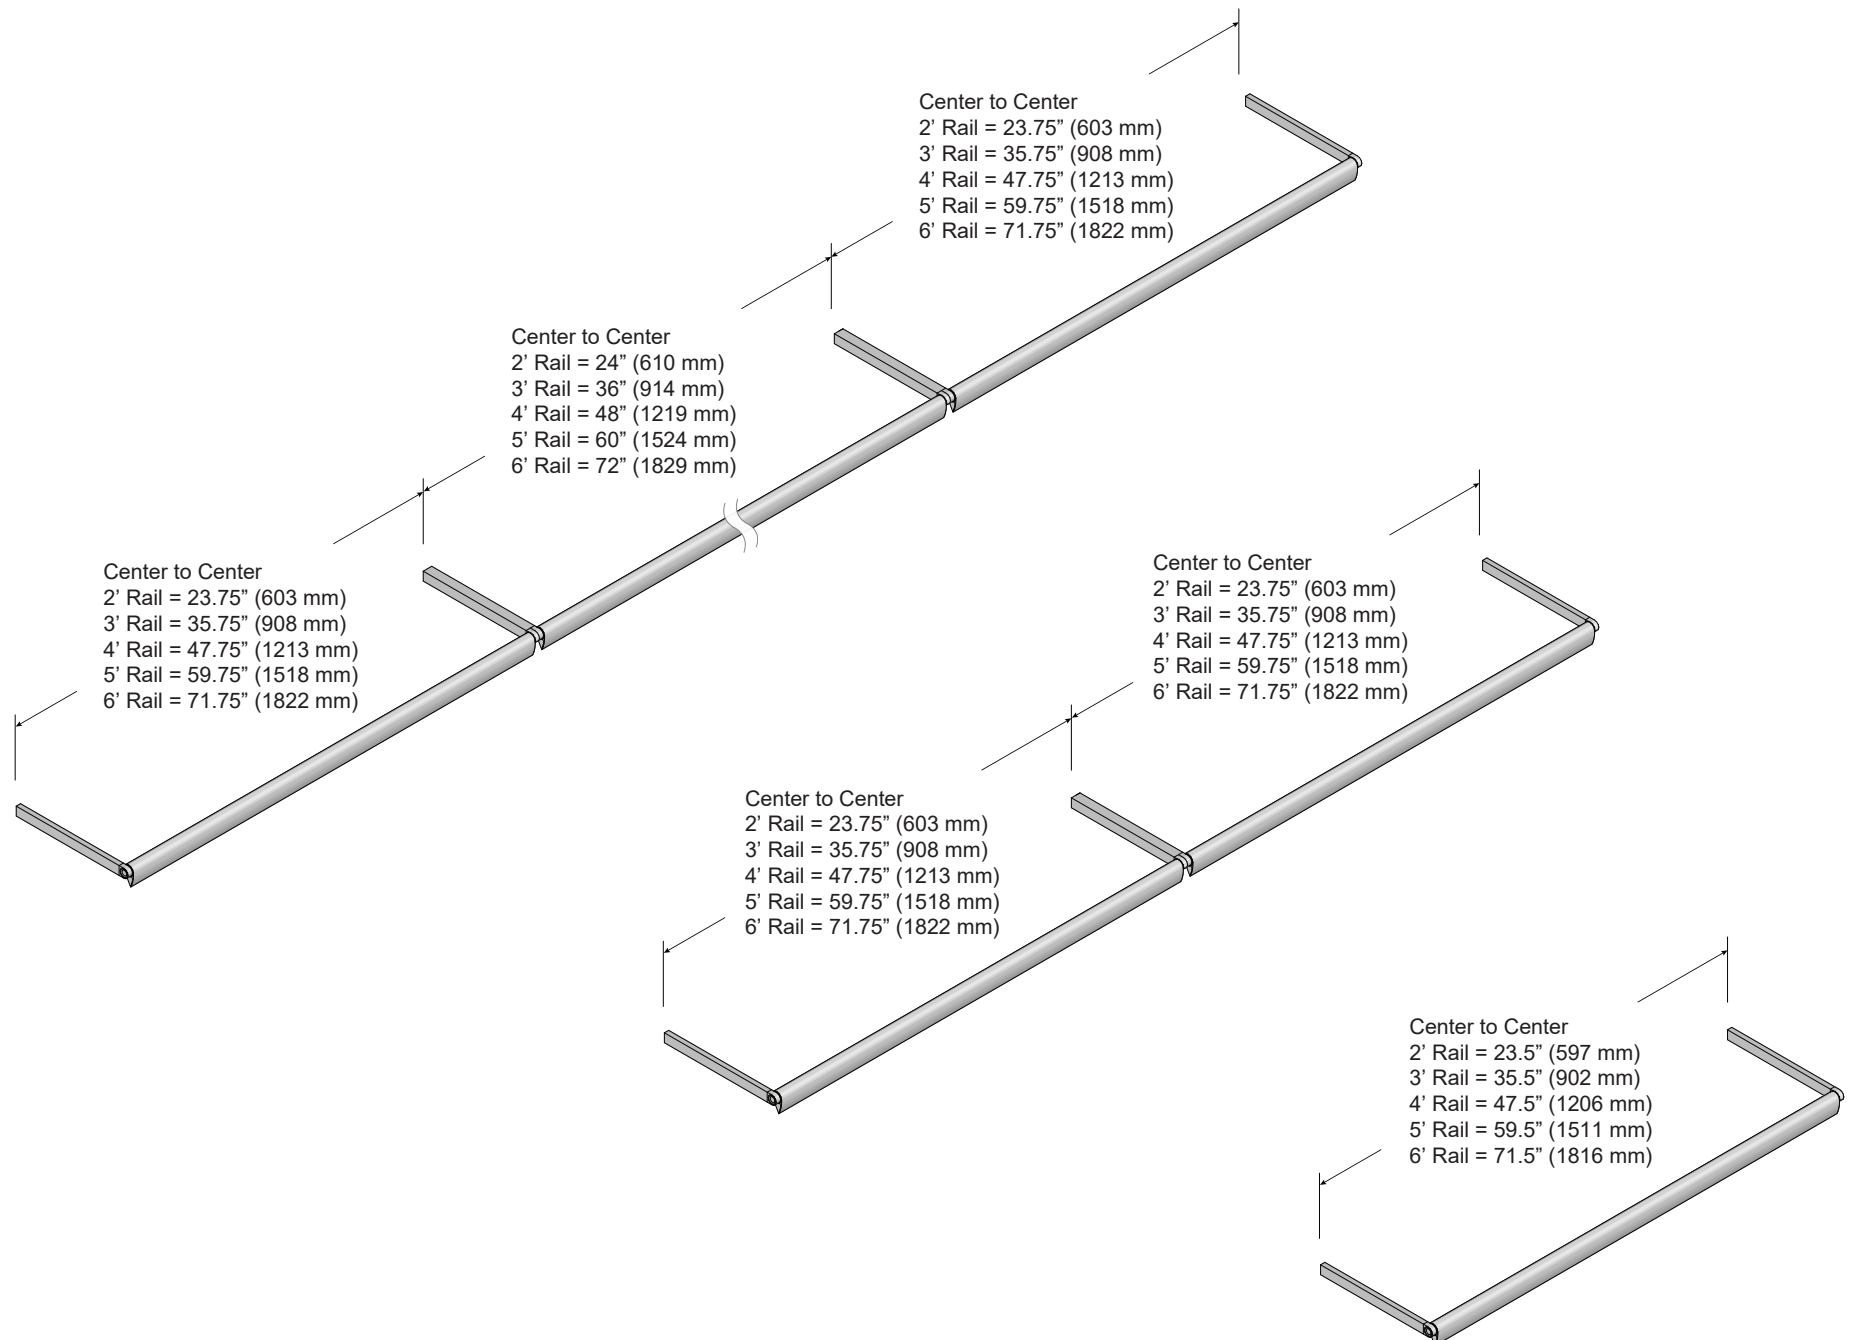 Center to Center
2’ Rail = 23.75” (603 mm)
3’ Rail = 35.75” (908 mm)
4’ Rail = 47.75” (1213 mm)
5’ Rail = 59.75” (1518 mm)
6’ Rail = 71.75” (1822 mm)
Center to Center
2’ Rail = 24” (610 mm)
3’ Rail = 36” (914 mm)
4’ Rail = 48” (1219 mm)
5’ Rail = 60” (1524 mm)
6’ Rail = 72” (1829 mm)
Center to Center
2’ Rail = 23.75” (603 mm)
3’ Rail = 35.75” (908 mm)
4’ Rail = 47.75” (1213 mm)
5’ Rail = 59.75” (1518 mm)
6’ Rail = 71.75” (1822 mm)
Center to Center
2’ Rail = 23.75” (603 mm)
3’ Rail = 35.75” (908 mm)
4’ Rail = 47.75” (1213 mm)
5’ Rail = 59.75” (1518 mm)
6’ Rail = 71.75” (1822 mm)
Center to Center
2’ Rail = 23.75” (603 mm)
3’ Rail = 35.75” (908 mm)
4’ Rail = 47.75” (1213 mm)
5’ Rail = 59.75” (1518 mm)
6’ Rail = 71.75” (1822 mm)
Center to Center
2’ Rail = 23.5” (597 mm)
3’ Rail = 35.5” (902 mm)
4’ Rail = 47.5” (1206 mm)
5’ Rail = 59.5” (1511 mm)
6’ Rail = 71.5” (1816 mm)